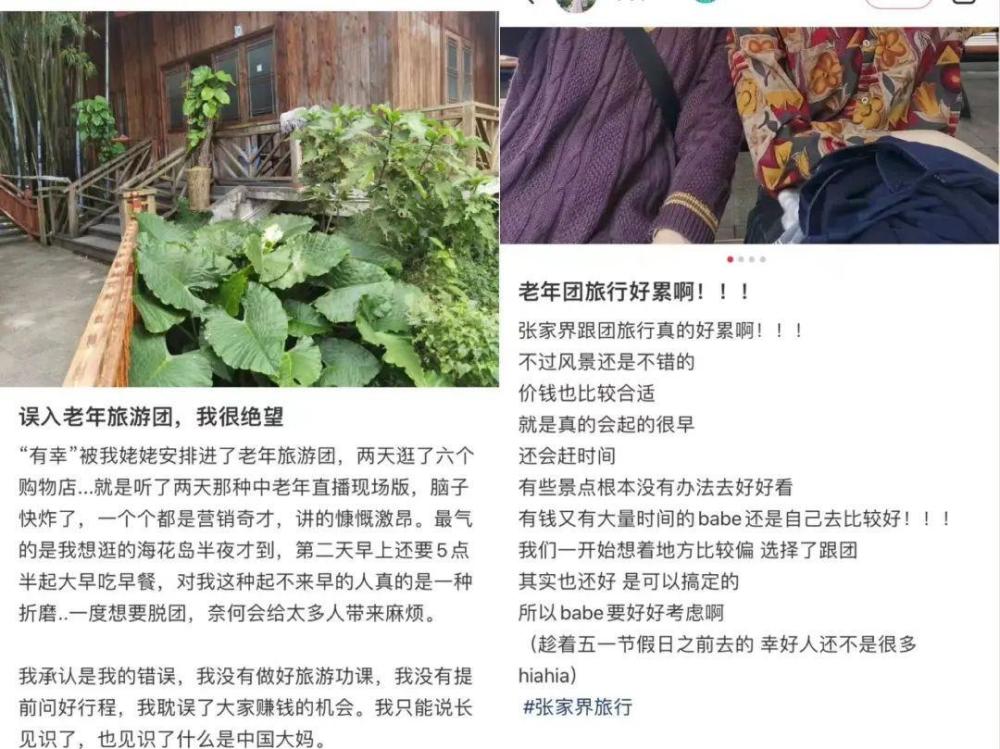 误入老年旅游团，我很绝望
“有幸”被我姥姥安排进了老年旅游团，两天逛了六个
购物店...就是听了两天那种中老年直播现场版，脑子
快炸了，一个个都是营销奇才，讲的慷慨激昂。最气
的是我想逛的海花岛半夜才到，第二天早上还要5点
半起大早吃早餐，对我这种起不来早的人真的是一种
折磨..一度想要脱团，奈何会给太多人带来麻烦。
我承认是我的错误，我没有做好旅游功课，我没有提
前问好行程，我耽误了大家赚钱的机会。我只能说长
见识了，也见识了什么是中国大妈。
老年团旅行好累啊！！！
张家界跟团旅行真的好累啊！！！
不过风景还是不错的
价钱也比较合适
就是真的会起的很早
还会赶时间
有些景点根本没有办法去好好看
有钱又有大量时间的babe还是自己去比较好！！！
我们一开始想着地方比较偏 选择了跟团
其实也还好 是可以搞定的
所以babe要好好考虑啊
（趁着五一节假日之前去的 幸好人还不是很多
hiahia）
#张家界旅行